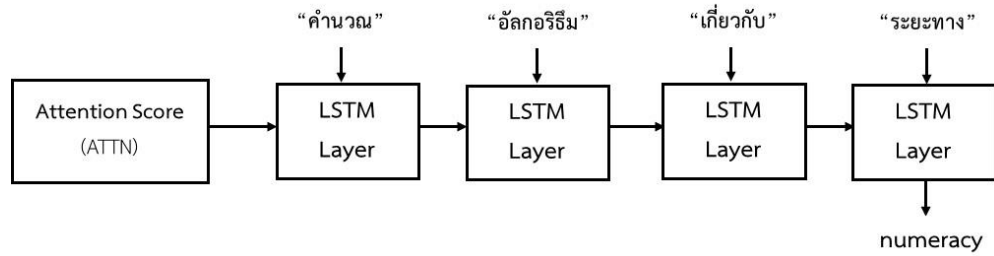 “คำนวณ” “อัลกอริธึม” “เกี่ยวกับ” “ระยะทาง”
Attention Score
(ATTN)
LSTM
Layer
LSTM
Layer
LSTM
Layer
LSTM
Layer
numeracy